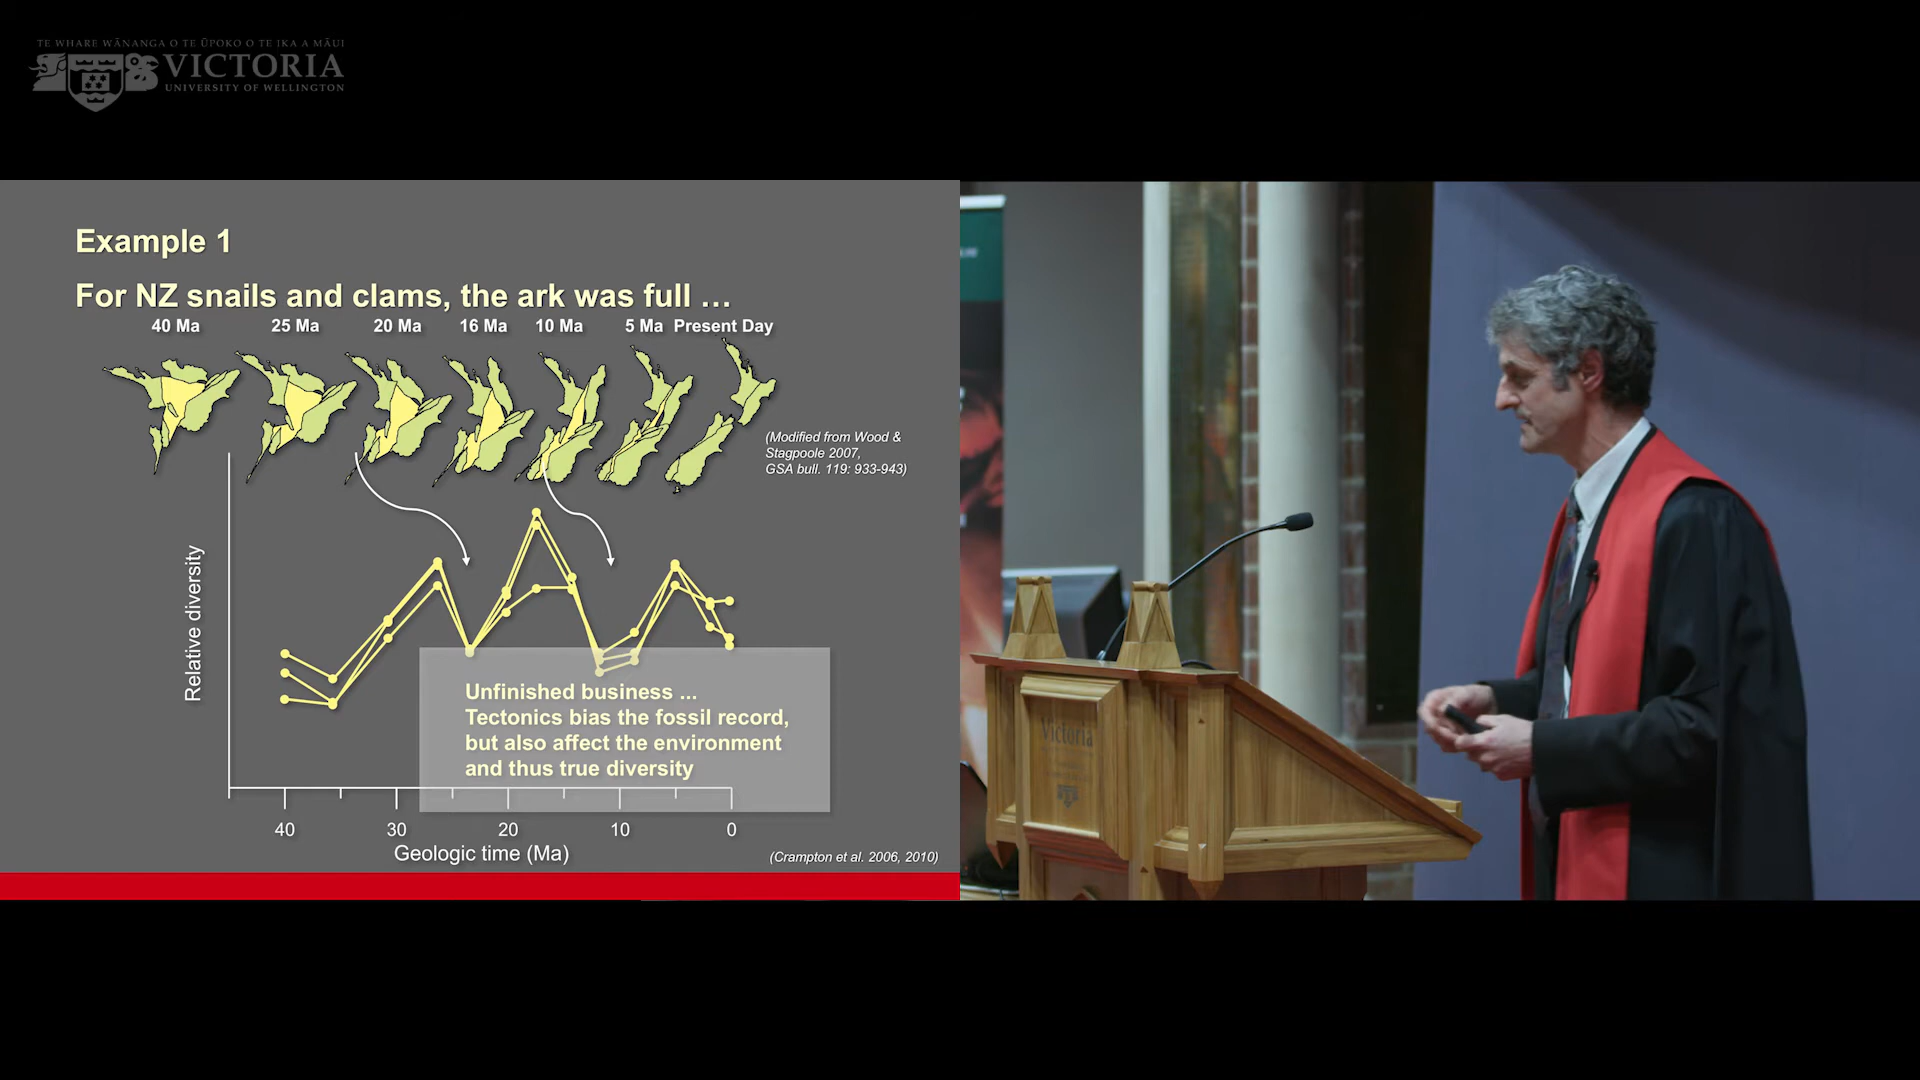 TE WHARE WĀNANGA O TE ŪPOKO O TE IKA A MĀUI
VICTORIA
UNIVERSITY OF WELLINGTON
Example 1
For NZ snails and clams, the ark was full ...
40 Ma 25 Ma 20 Ma 16 Ma 10 Ma 5 Ma Present Day
(Modified from Wood &
Stagpoole 2007,
GSA bull. 119: 933-943)
Relative diversity
Unfinished business ...
Tectonics bias the fossil record,
but also affect the environment
and thus true diversity
40 30 20 10 0
Geologic time (Ma)
(Crampton et al. 2006, 2010)
Victoria